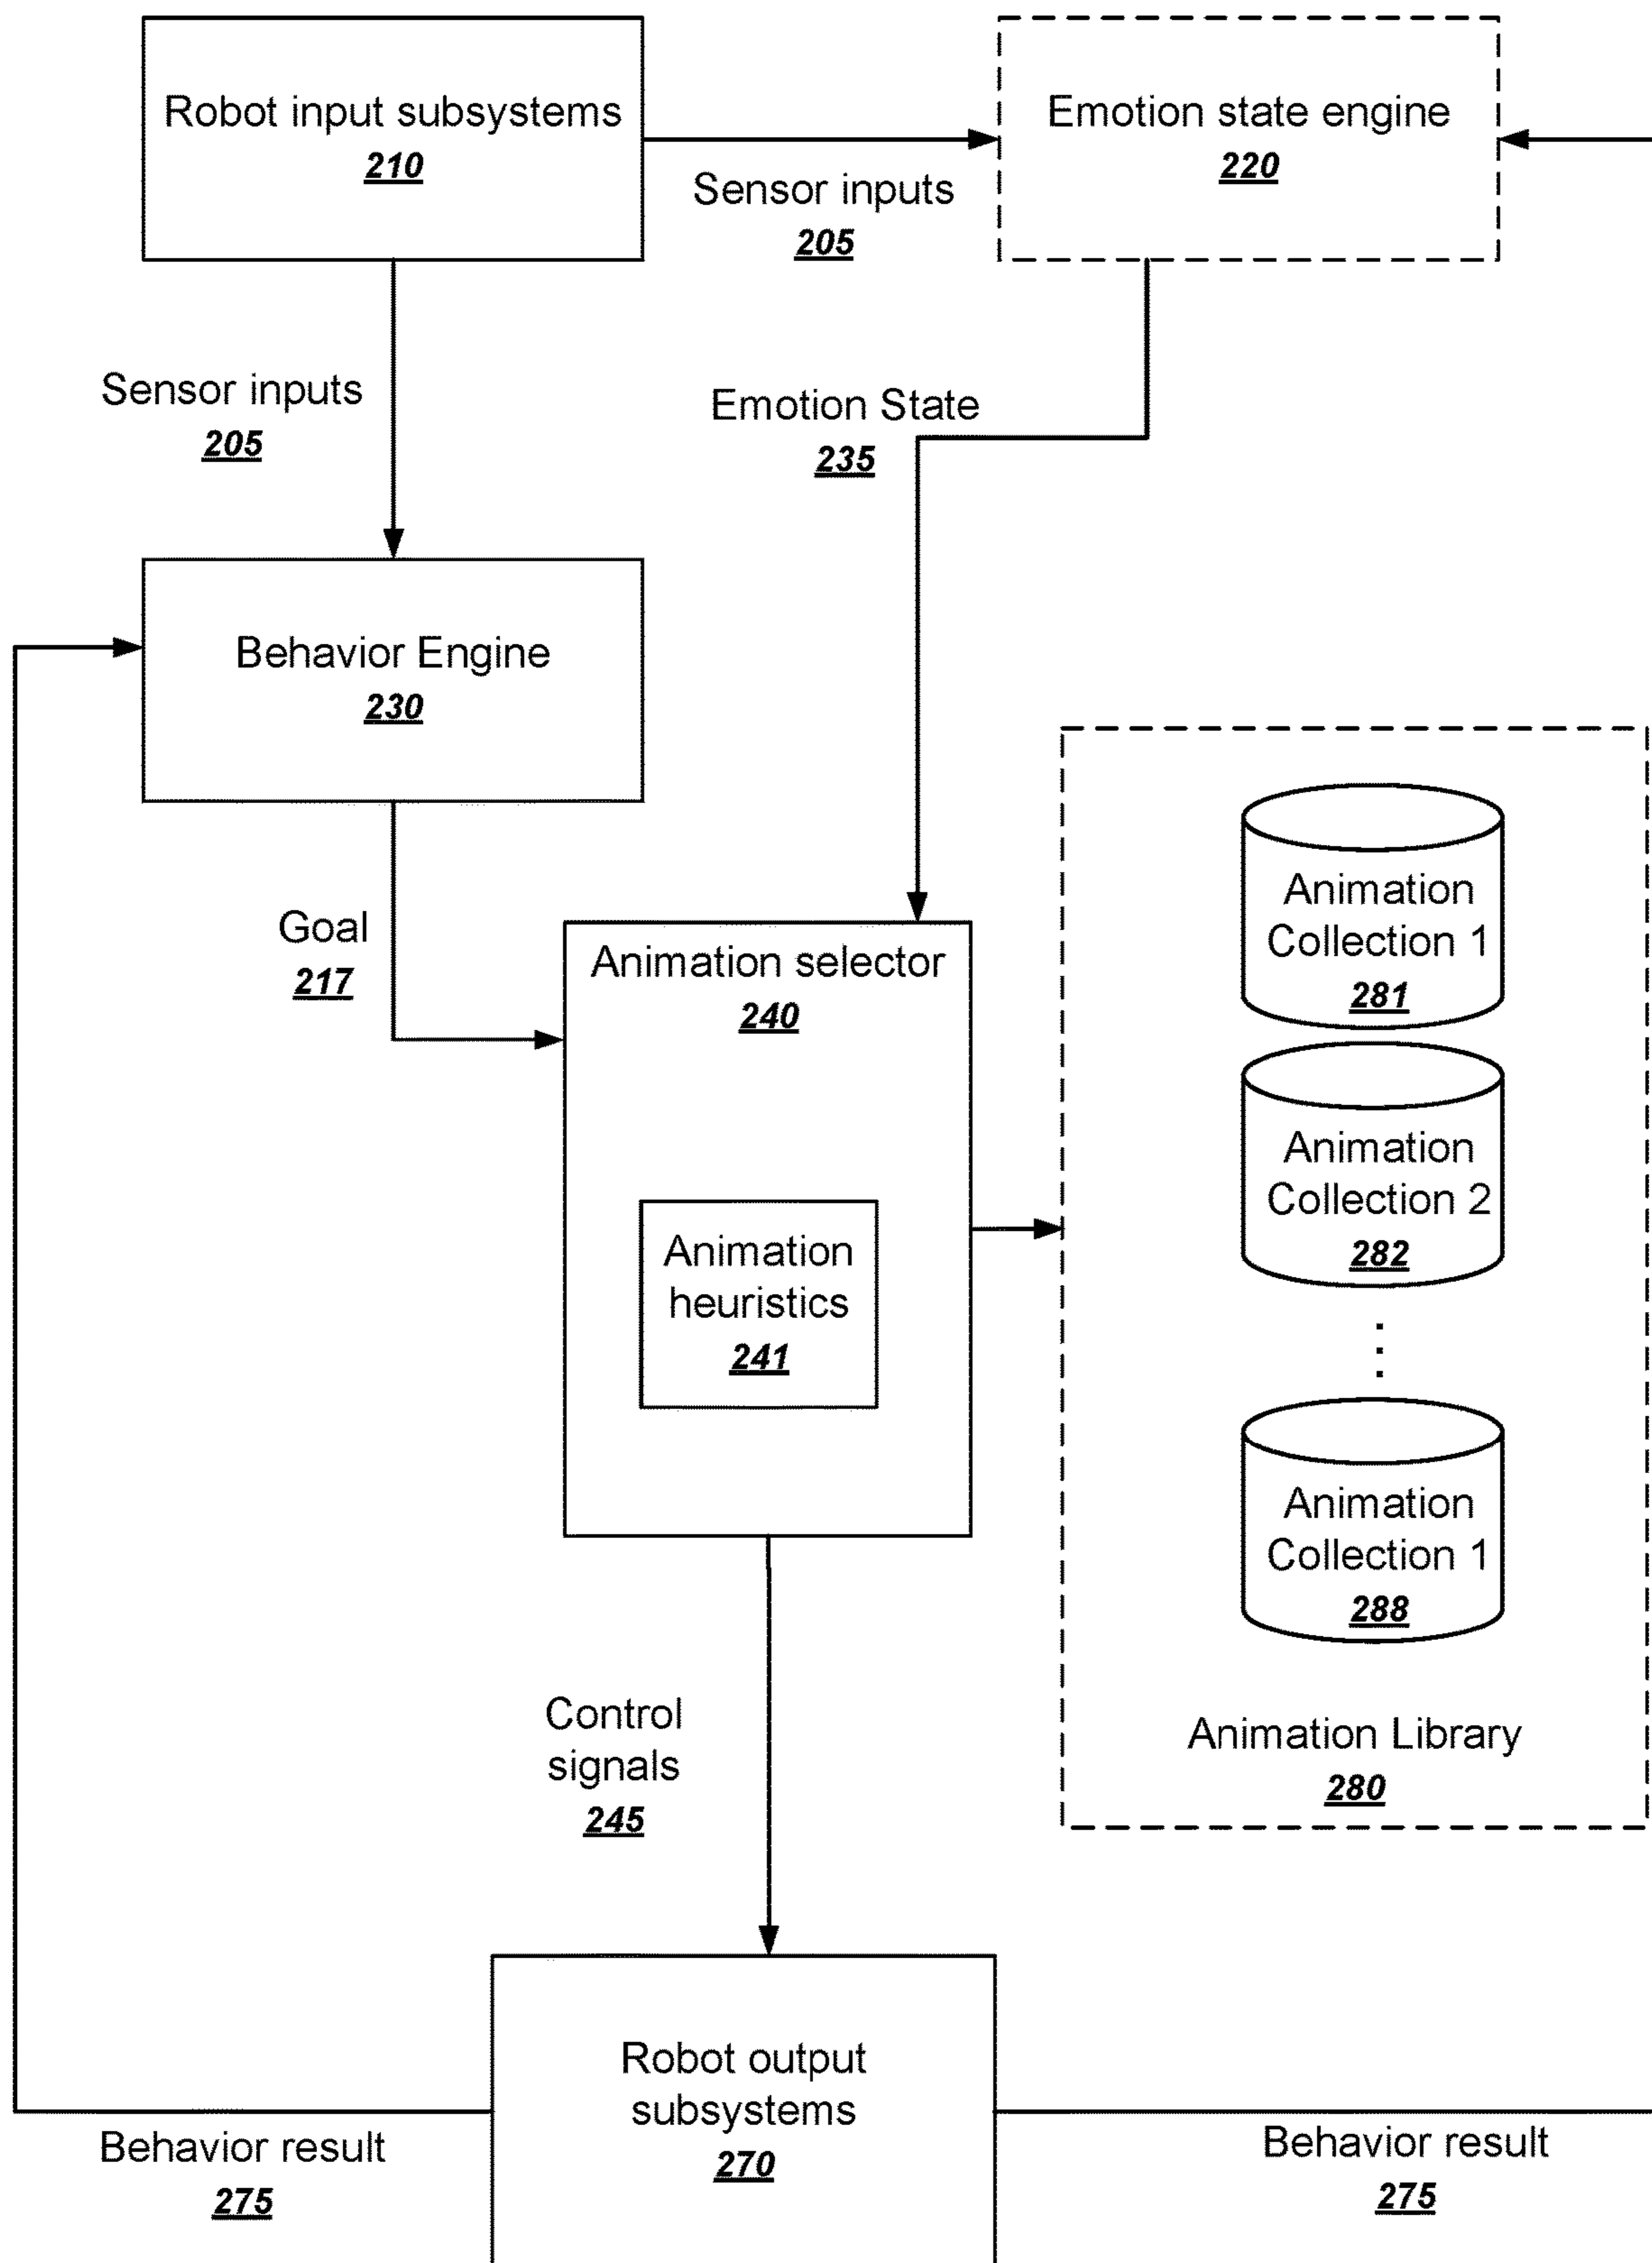 Robot input subsystems
210
Emotion state engine
220
Sensor inputs
205
Sensor inputs
205
Emotion State
235
Behavior Engine
230
Goal
217
Animation selector
240
Animation
heuristics
241
Animation
Collection 1
281
Animation
Collection 2
282
Animation
Collection 1
288
Animation Library
280
Control
signals
245
Robot output
subsystems
270
Behavior result
275
Behavior result
275